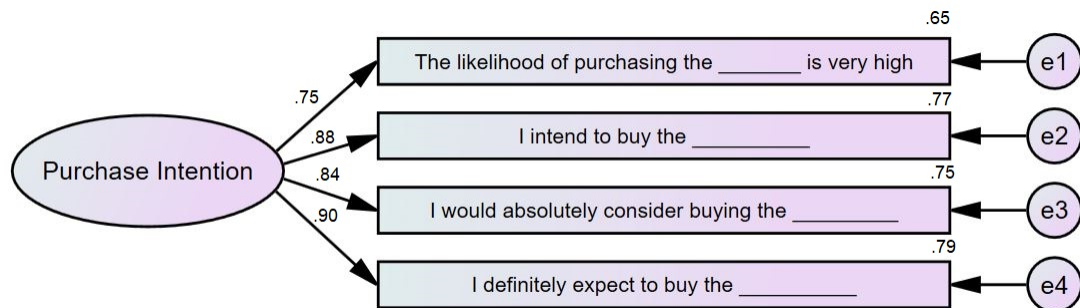 .65
The likelihood of purchasing the _______ is very high
e1
.75
.77
.88
I intend to buy the __________
e2
Purchase Intention
.75
.84
I would absolutely consider buying the _________
e3
.90
.79
I definitely expect to buy the __________
e4